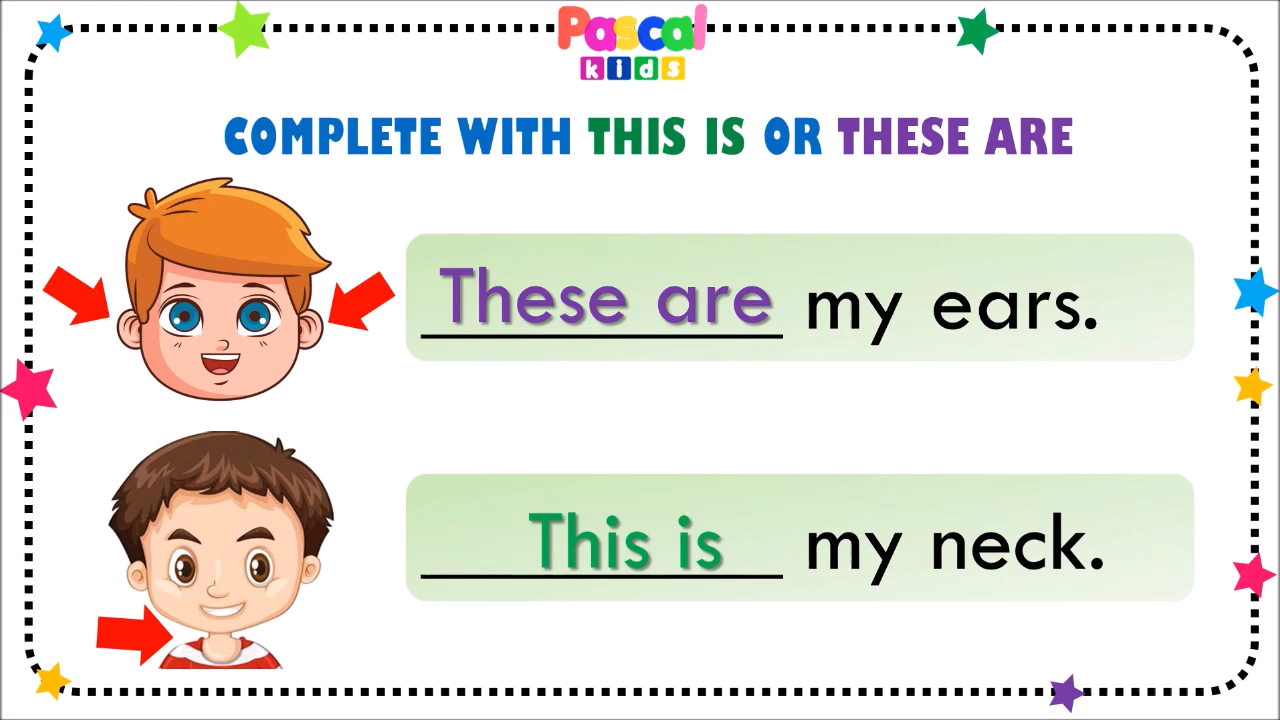 Pascal
kids
COMPLETE WITH THIS IS OR THESE ARE
These are my ears.
This is my neck.